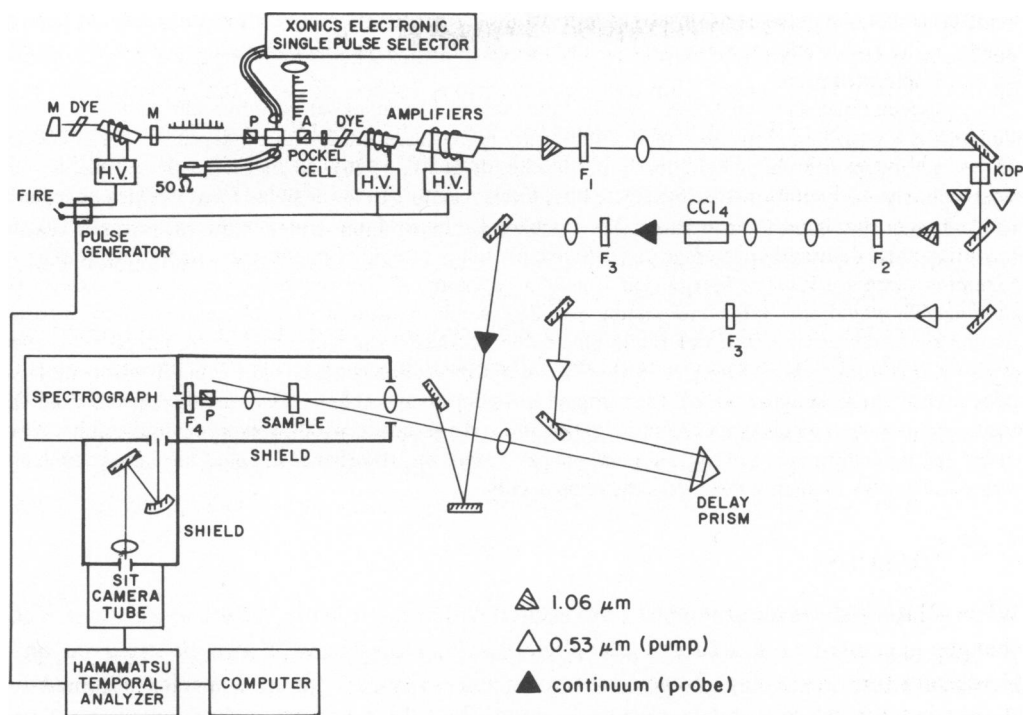 XONICS ELECTRONIC
SINGLE PULSE SELECTOR
M DYE M P A DYE AMPLIFIERS
POCKEL
CELL
H.V. H.V. H.V.
50 Ω
FIRE
PULSE
GENERATOR
F1
KDP
CCl4
F3 F2
F3
SPECTROGRAPH
F4 P
SAMPLE
SHIELD
DELAY
PRISM
SHIELD
SIT
CAMERA
TUBE
HAMAMATSU
TEMPORAL
ANALIZER
COMPUTER
1.06 μm
0.53 μm (pump)
continuum (probe)